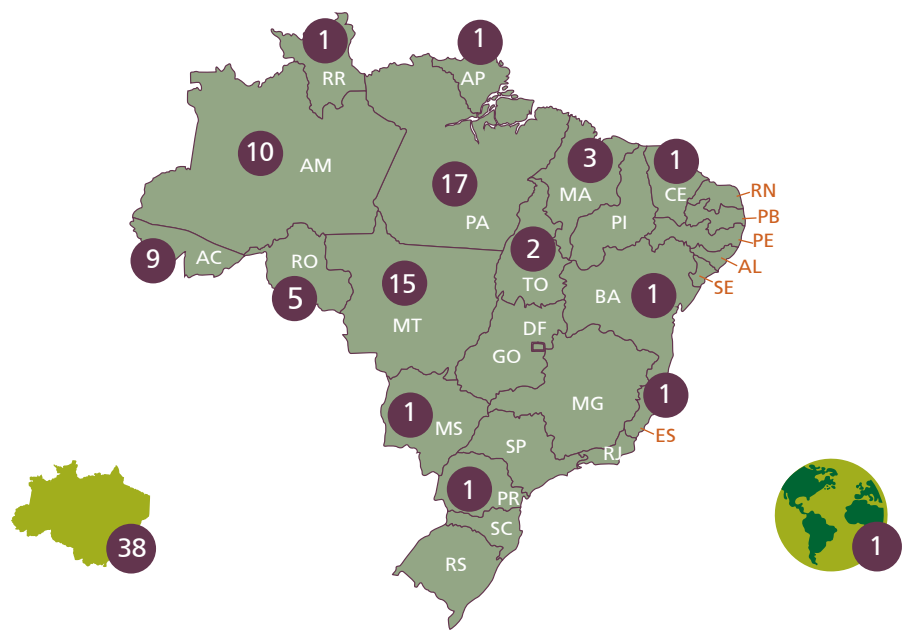 1
RR
1
AP
10
AM
17
PA
3
MA
PI
1
CE
RN
PB
PE
AL
SE
9
AC
RO
5
15
MT
2
TO
BA
1
DF
GO
MG
1
ES
1
MS
SP
RJ
1
PR
SC
RS
38
1